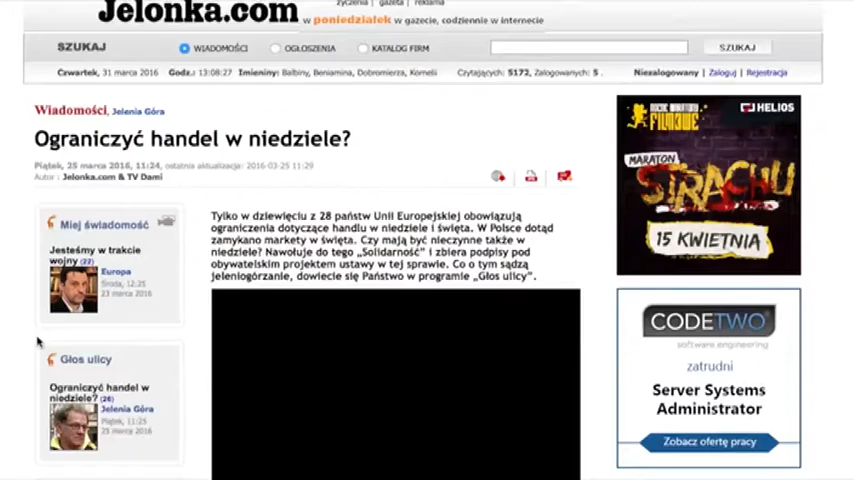 życzenia | gazeta | reklama
Jelonka.com
w poniedziałek w gazecie, codziennie w internecie
SZUKAJ WIADOMOŚCI OGŁOSZENIA KATALOG FIRM SZUKAJ
Czwartek, 31 marca 2016 Godz.: 13:08:27 Imieniny: Balbiny, Beniamina, Dobromierza, Kornelii Czytających: 5172, Zalogowanych: 5 . Niezalogowany | Zaloguj | Rejestracja
Wiadomości, Jelenia Góra
Ograniczyć handel w niedziele?
Piątek, 25 marca 2016, 11:24, ostatnia aktualizacja: 2016-03-25 11:29
Autor : Jelonka.com & TV Dami
Miej świadomość
Jesteśmy w trakcie
wojny (22)
Europa
Środa, 12:25
23 marca 2016
Głos ulicy
Ograniczyć handel w
niedziele? (26)
Jelenia Góra
Piątek, 11:25
25 marca 2016
Tylko w dziewięciu z 28 państw Unii Europejskiej obowiązują
ograniczenia dotyczące handlu w niedziele i święta. W Polsce dotąd
zamykano markety w święta. Czy mają być nieczynne także w
niedziele? Nawołuje do tego „Solidarność” i zbiera podpisy pod
obywatelskim projektem ustawy w tej sprawie. Co o tym sądzą
jeleniogórzanie, dowiecie się Państwo w programie „Głos ulicy”.
NOCNE MARATONY
FILMOWE
HELIOS
MARATON
STRACHU
15 KWIETNIA
CODETWO
software engineering
zatrudni
Server Systems
Administrator
Zobacz ofertę pracy